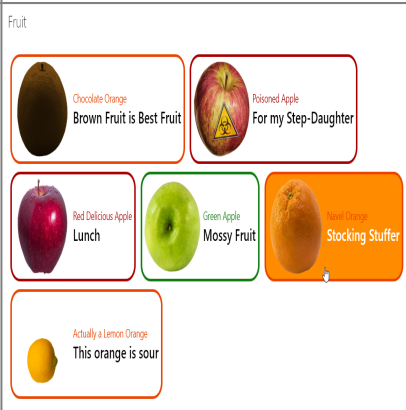 Fruit
Chocolate Orange
Brown Fruit is Best Fruit
Poisoned Apple
For my Step-Daughter
Red Delicious Apple
Lunch
Green Apple
Mossy Fruit
Navel Orange
Stocking Stuffer
Actually a Lemon Orange
This orange is sour